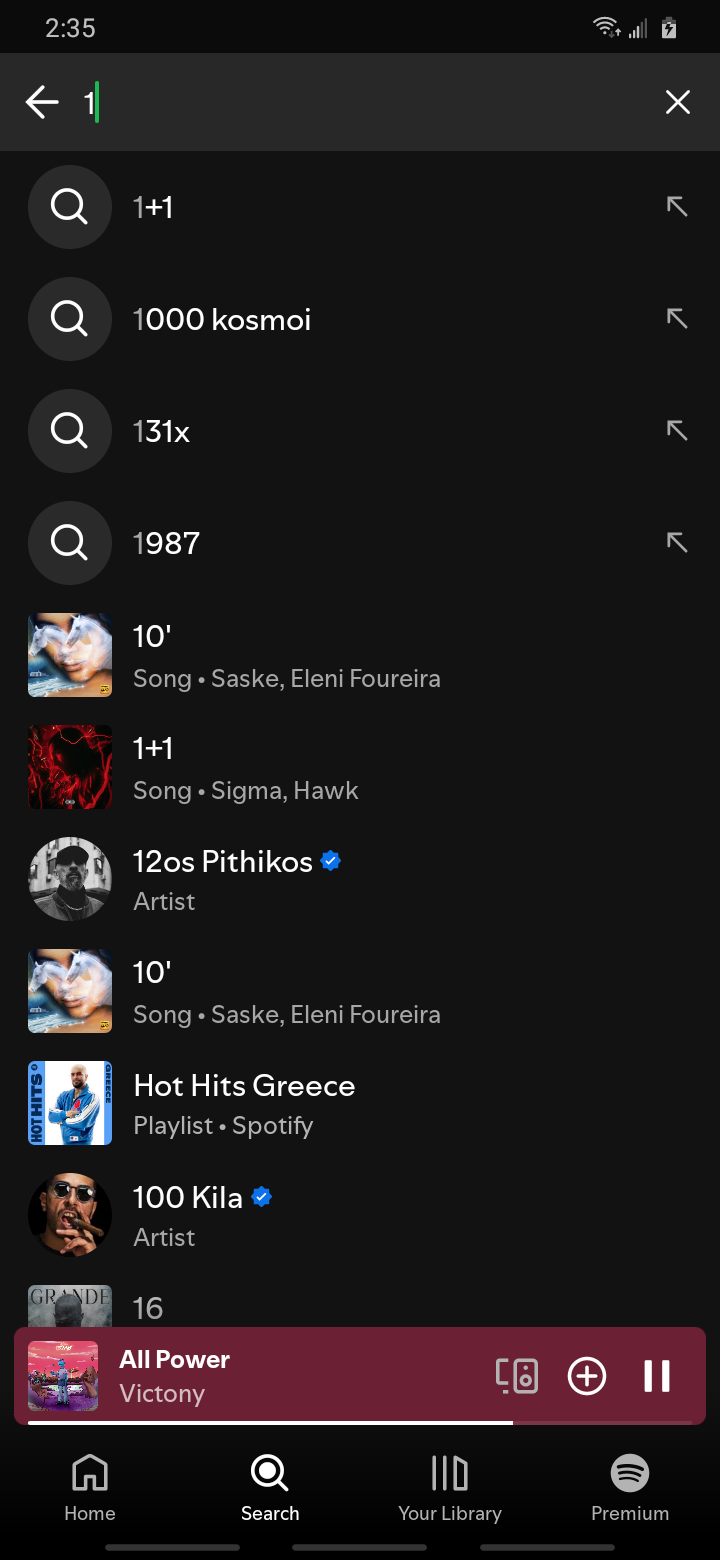 2:35
1
1+1
1000 kosmoi
131x
1987
10'
Song • Saske, Eleni Foureira
1+1
Song • Sigma, Hawk
12os Pithikos
Artist
10'
Song • Saske, Eleni Foureira
HOT HITS
GREECE
Hot Hits Greece
Playlist • Spotify
100 Kila
Artist
GRANDE
16
All Power
Victony
Home
Search
Your Library
Premium